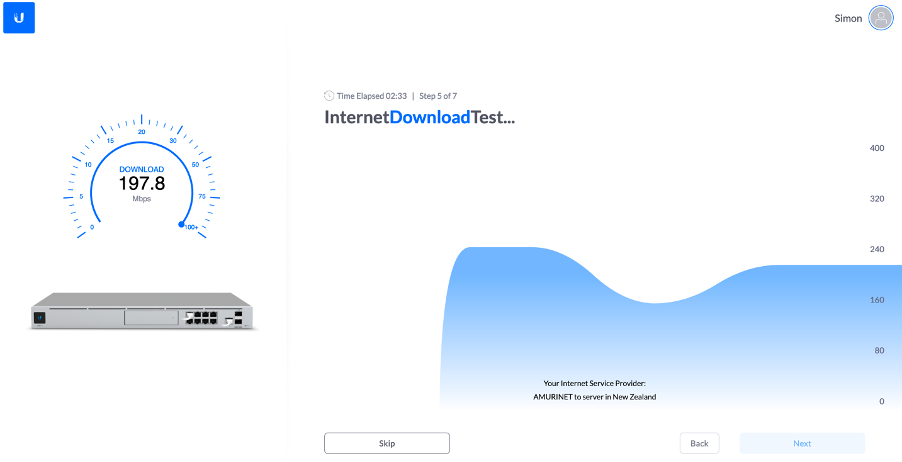 Simon
Time Elapsed 02:33 | Step 5 of 7
InternetDownloadTest...
20
15
30
10
50
DOWNLOAD
197.8
Mbps
5
75
0
100+
400
320
240
160
80
0
Your Internet Service Provider:
AMURINET to server in New Zealand
Skip
Back
Next